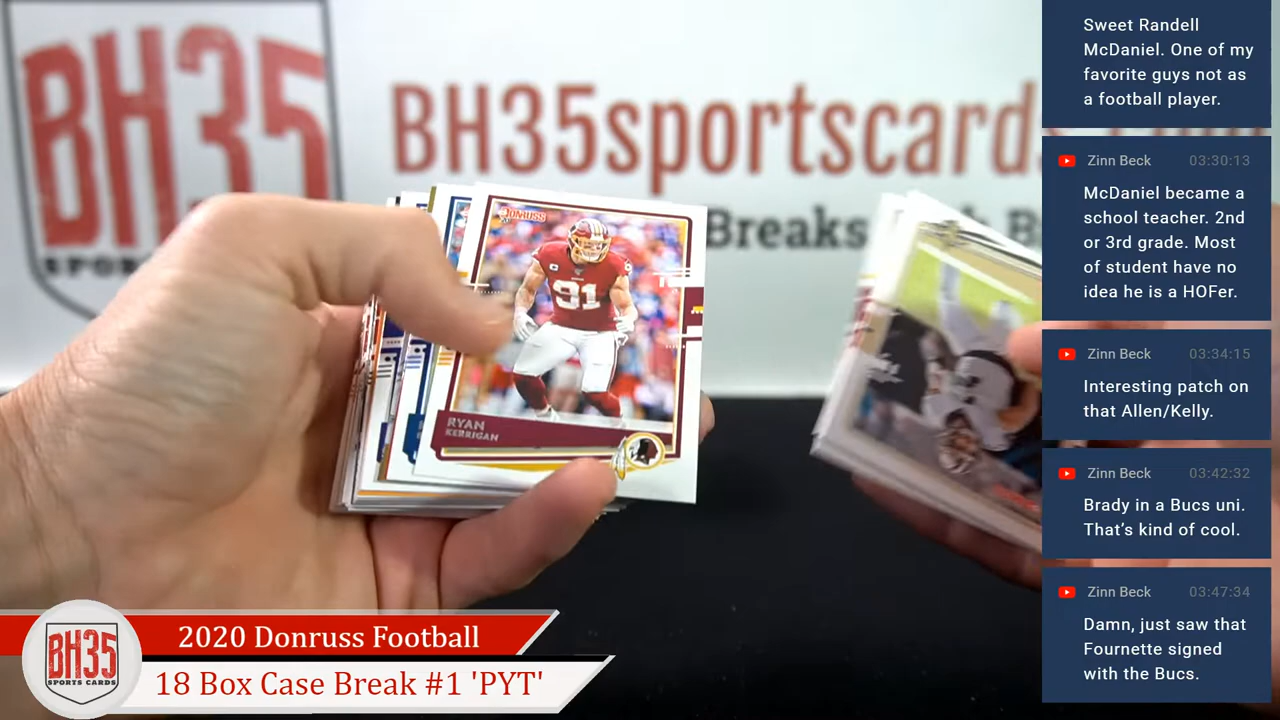 BH35
SPORTS
BH35sportscards
Breaks
DONRUSS
91
RYAN
KERRIGAN
2020 Donruss Football
18 Box Case Break #1 'PYT'
BH35
SPORTS CARDS
Sweet Randell
McDaniel. One of my
favorite guys not as
a football player.
Zinn Beck 03:30:13
McDaniel became a
school teacher. 2nd
or 3rd grade. Most
of student have no
idea he is a HOFer.
Zinn Beck 03:34:15
Interesting patch on
that Allen/Kelly.
Zinn Beck 03:42:32
Brady in a Bucs uni.
That's kind of cool.
Zinn Beck 03:47:34
Damn, just saw that
Fournette signed
with the Bucs.